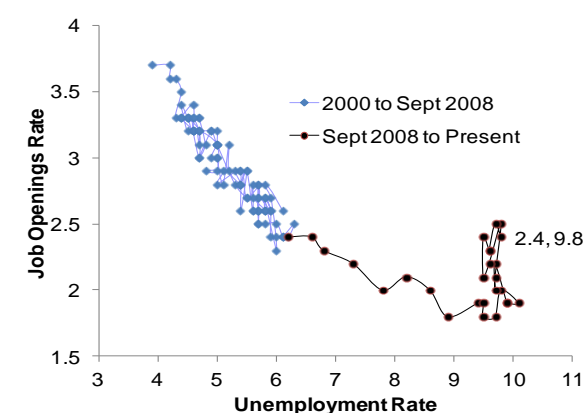 4
3.5
3
2.5
2
1.5
3 4 5 6 7 8 9 10 11
Job Openings Rate
Unemployment Rate
2000 to Sept 2008
Sept 2008 to Present
2.4, 9.8